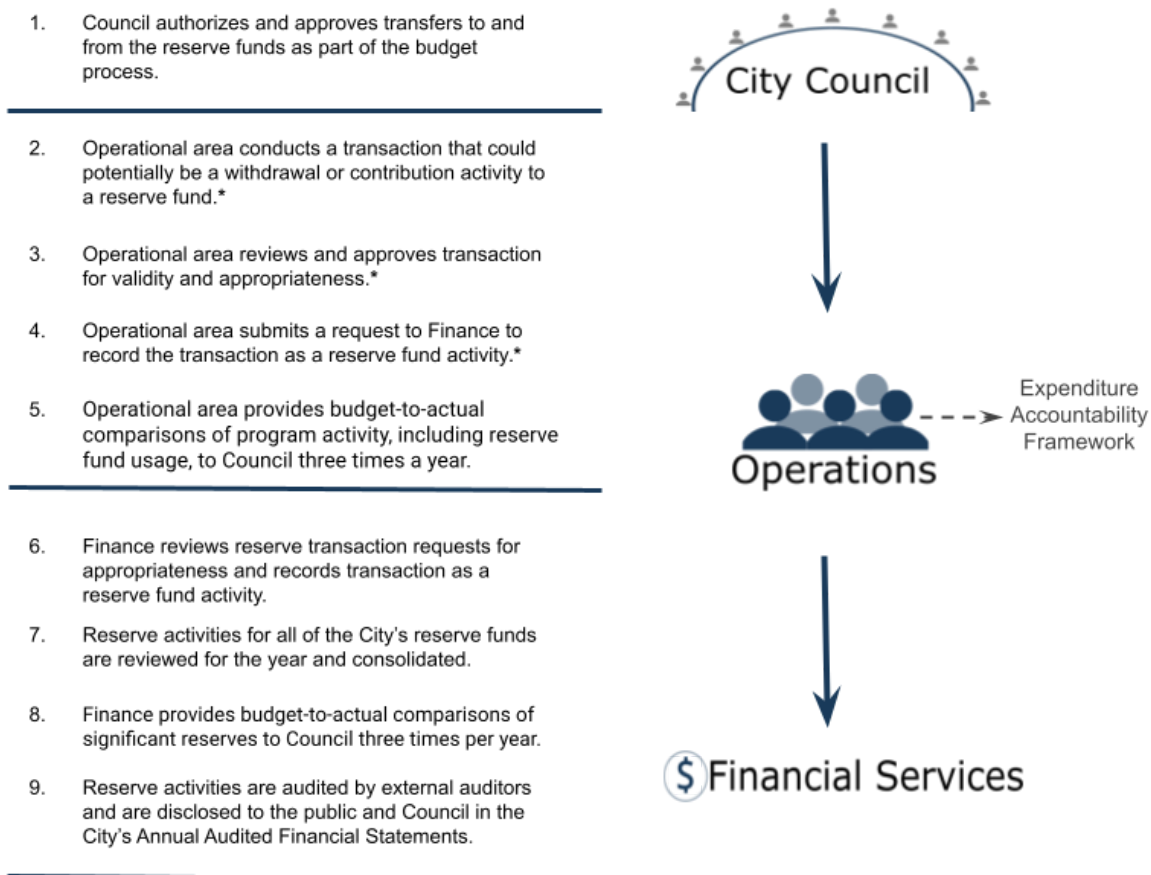 1. Council authorizes and approves transfers to and
from the reserve funds as part of the budget
process.
City Council
2. Operational area conducts a transaction that could
potentially be a withdrawal or contribution activity to
a reserve fund.*
3. Operational area reviews and approves transaction
for validity and appropriateness.*
4. Operational area submits a request to Finance to
record the transaction as a reserve fund activity.*
5. Operational area provides budget-to-actual
comparisons of program activity, including reserve
fund usage, to Council three times a year.
Operations
Expenditure
Accountability
Framework
6. Finance reviews reserve transaction requests for
appropriateness and records transaction as a
reserve fund activity.
7. Reserve activities for all of the City's reserve funds
are reviewed for the year and consolidated.
8. Finance provides budget-to-actual comparisons of
significant reserves to Council three times per year.
9. Reserve activities are audited by external auditors
and are disclosed to the public and Council in the
City's Annual Audited Financial Statements.
$ Financial Services